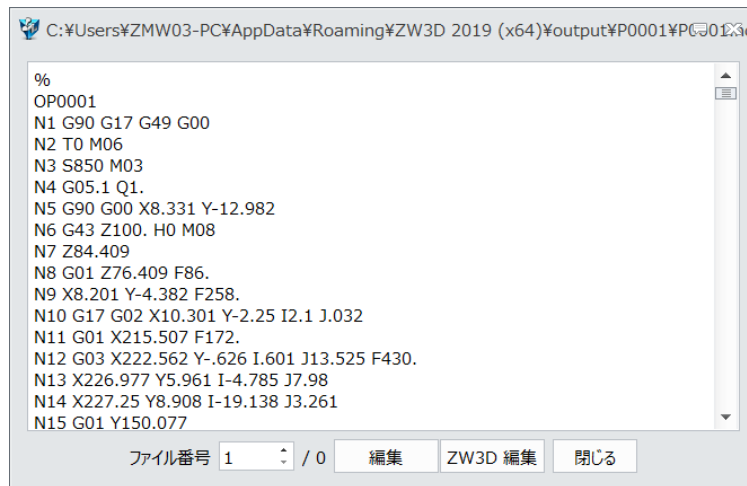 C:¥Users¥ZMW03-PC¥AppData¥Roaming¥ZW3D 2019 (x64)¥output¥P0001¥
%
OP0001
N1 G90 G17 G49 G00
N2 T0 M06
N3 S850 M03
N4 G05.1 Q1.
N5 G90 G00 X8.331 Y-12.982
N6 G43 Z100. H0 M08
N7 Z84.409
N8 G01 Z76.409 F86.
N9 X8.201 Y-4.382 F258.
N10 G17 G02 X10.301 Y-2.25 I2.1 J.032
N11 G01 X215.507 F172.
N12 G03 X222.562 Y-.626 I.601 J13.525 F430.
N13 X226.977 Y5.961 I-4.785 J7.98
N14 X227.25 Y8.908 I-19.138 J3.261
N15 G01 Y150.077
ファイル番号 1 / 0 編集 ZW3D 編集 閉じる